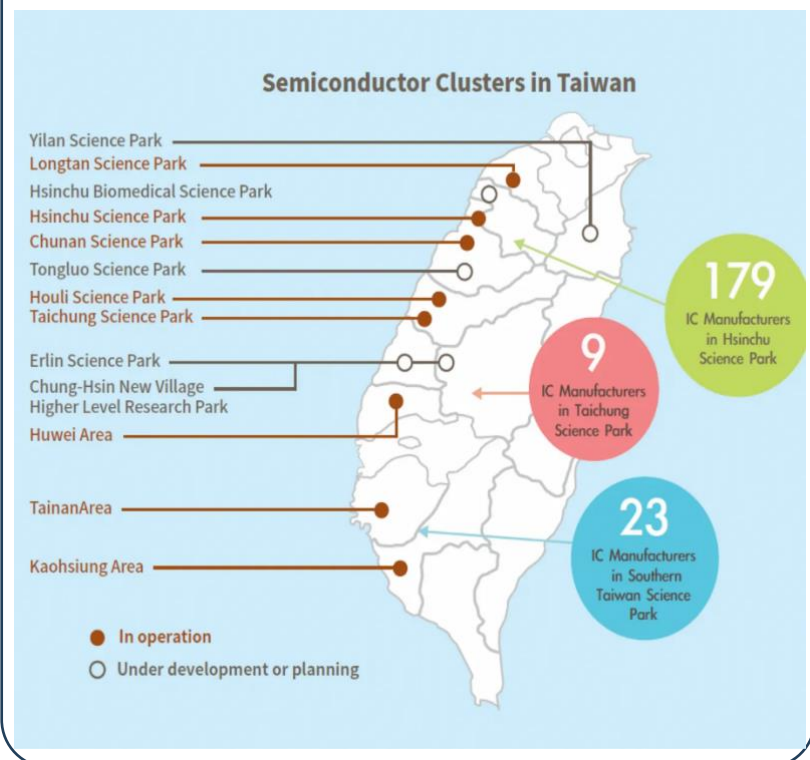 Semiconductor Clusters in Taiwan
Yilan Science Park
Longtan Science Park
Hsinchu Biomedical Science Park
Hsinchu Science Park
Chunan Science Park
Tongluo Science Park
Houli Science Park
Taichung Science Park
Erlin Science Park
Chung-Hsin New Village
Higher Level Research Park
Huwei Area
TainanArea
Kaohsiung Area
179
IC Manufacturers
in Hsinchu
Science Park
9
IC Manufacturers
in Taichung
Science Park
23
IC Manufacturers
in Southern
Taiwan Science
Park
In operation
Under development or planning